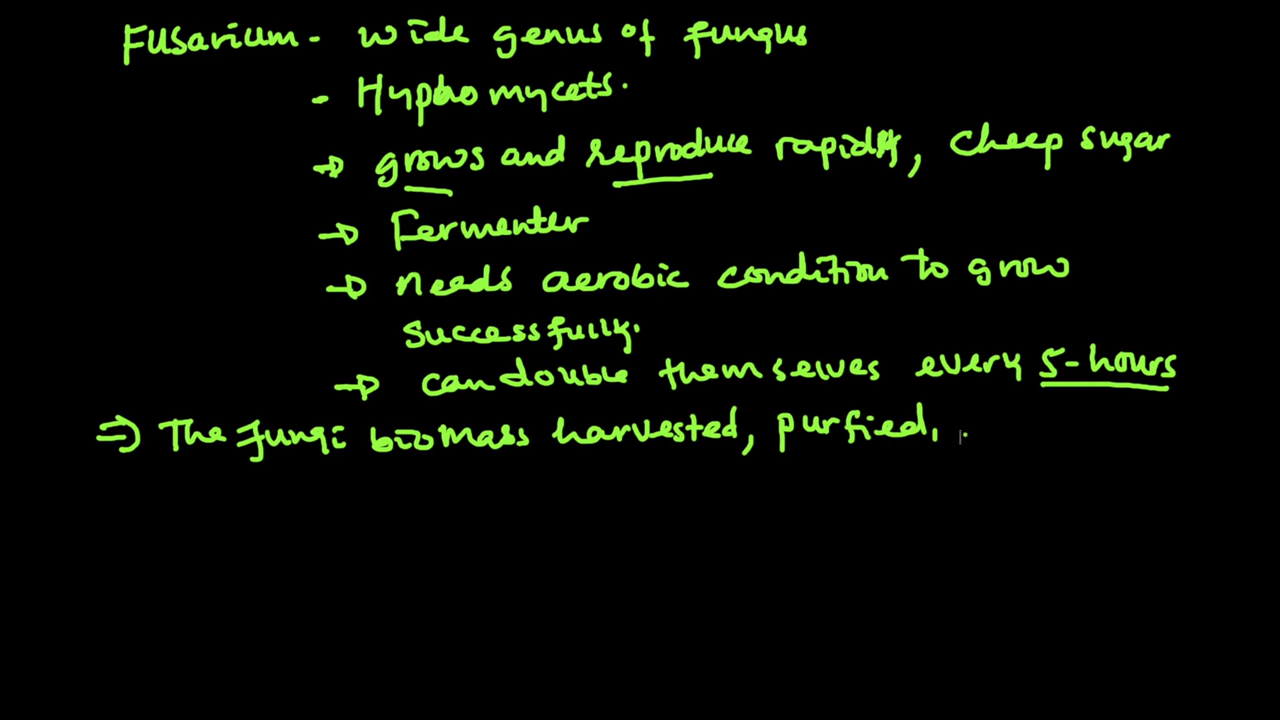 Fusarium - wide genus of fungus
- Hyphomycets.
→ grows and reproduce rapidly, cheep sugar
→ Fermenter
→ needs aerobic condition to grow
successfully.
→ can double themselves every 5-hours
⇒ The fungi biomass harvested, purfied, .